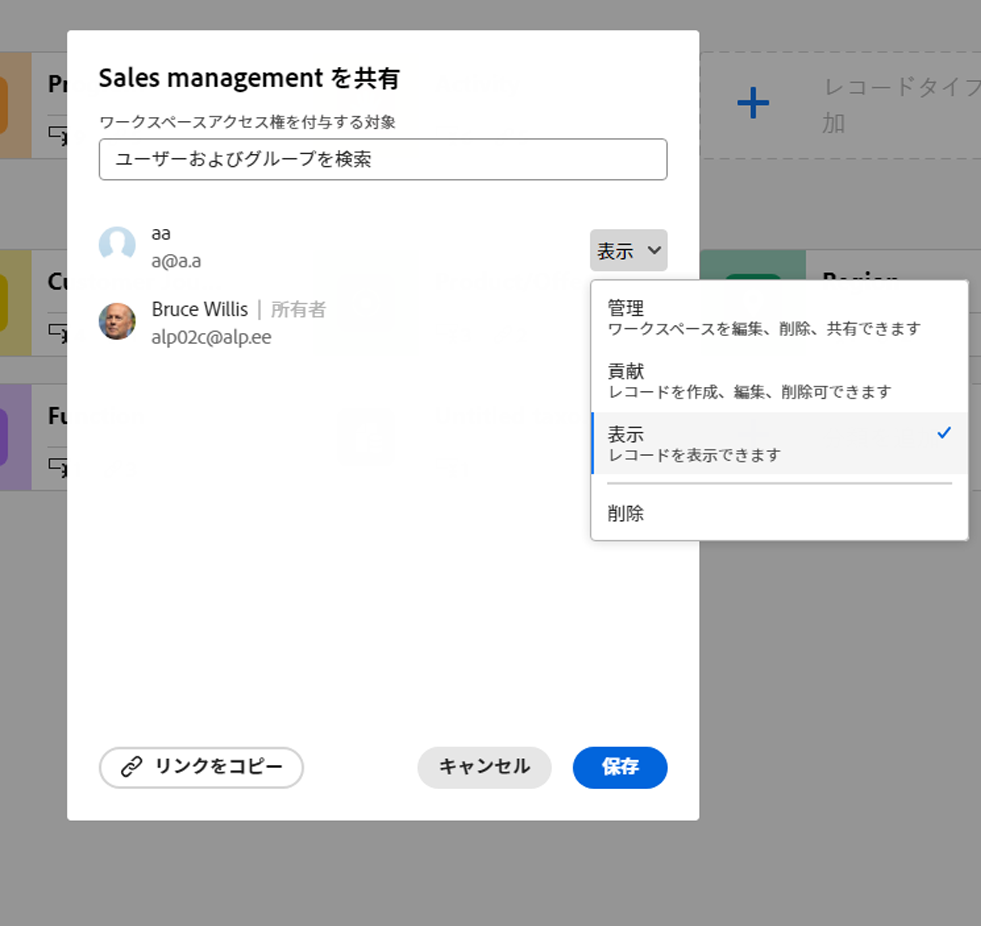 Sales management を共有
ワークスペースアクセス権を付与する対象
ユーザーおよびグループを検索
aa
a@a.a
表示
Bruce Willis | 所有者
alp02c@alp.ee
管理
ワークスペースを編集、削除、共有できます
貢献
レコードを作成、編集、削除可できます
表示
レコードを表示できます
削除
リンクをコピー
キャンセル
保存
レコードタイプ
加
Region